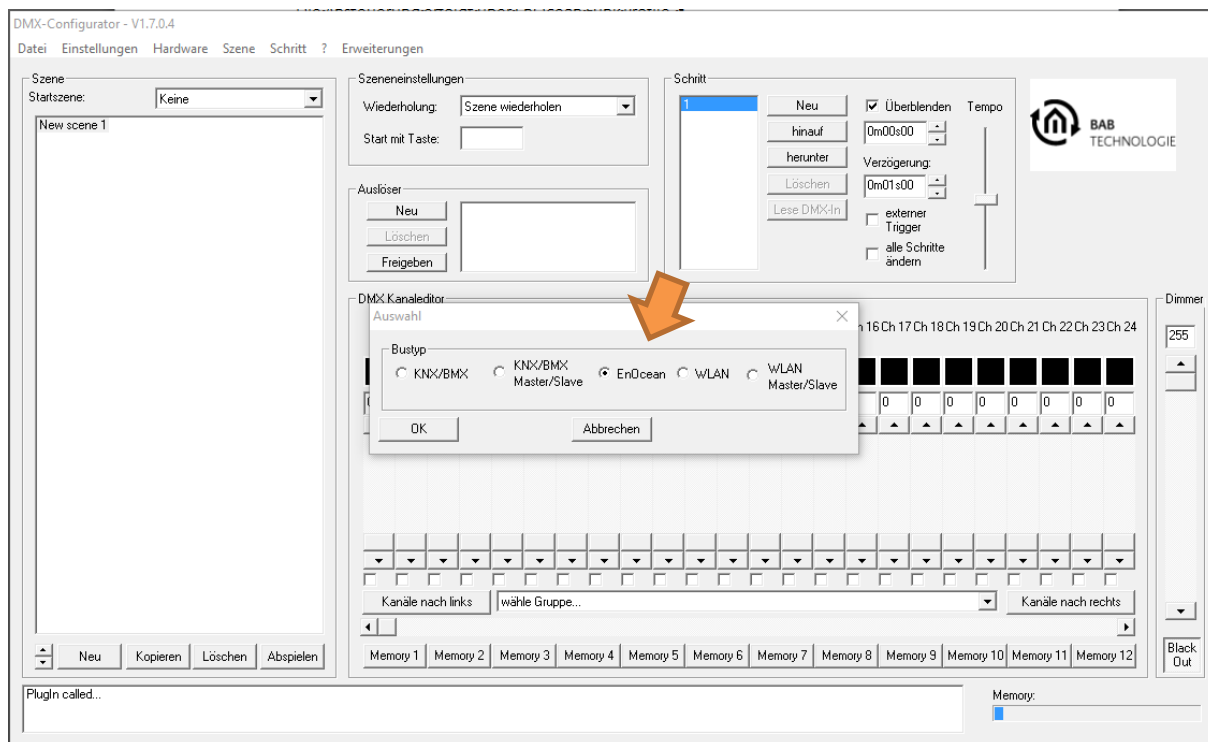 DMX-Configurator - V1.7.0.4
Datei Einstellungen Hardware Szene Schritt ? Erweiterungen
Szene
Startszene: Keine
New scene 1
Neu Kopieren Löschen Abspielen
Szeneneinstellungen
Wiederholung: Szene wiederholen
Start mit Taste:
Auslöser
Neu
Löschen
Freigeben
Schritt
1
Neu
hinauf
herunter
Löschen
Lese DMX-In
Überblenden
0m00s00
Verzögerung:
0m01s00
externer
Trigger
alle Schritte
ändern
Tempo
BAB
TECHNOLOGIE
DMX Kanaleditor
16 Ch 17 Ch 18 Ch 19 Ch 20 Ch 21 Ch 22 Ch 23 Ch 24
Auswahl
Bustyp
KNX/BMX
KNX/BMX
Master/Slave
EnOcean
WLAN
WLAN
Master/Slave
OK Abbrechen
0 0 0 0 0 0 0 0
Kanäle nach links wähle Gruppe... Kanäle nach rechts
Memory 1 Memory 2 Memory 3 Memory 4 Memory 5 Memory 6 Memory 7 Memory 8 Memory 9 Memory 10 Memory 11 Memory 12
Dimmer
255
Black
Out
PlugIn called...
Memory: